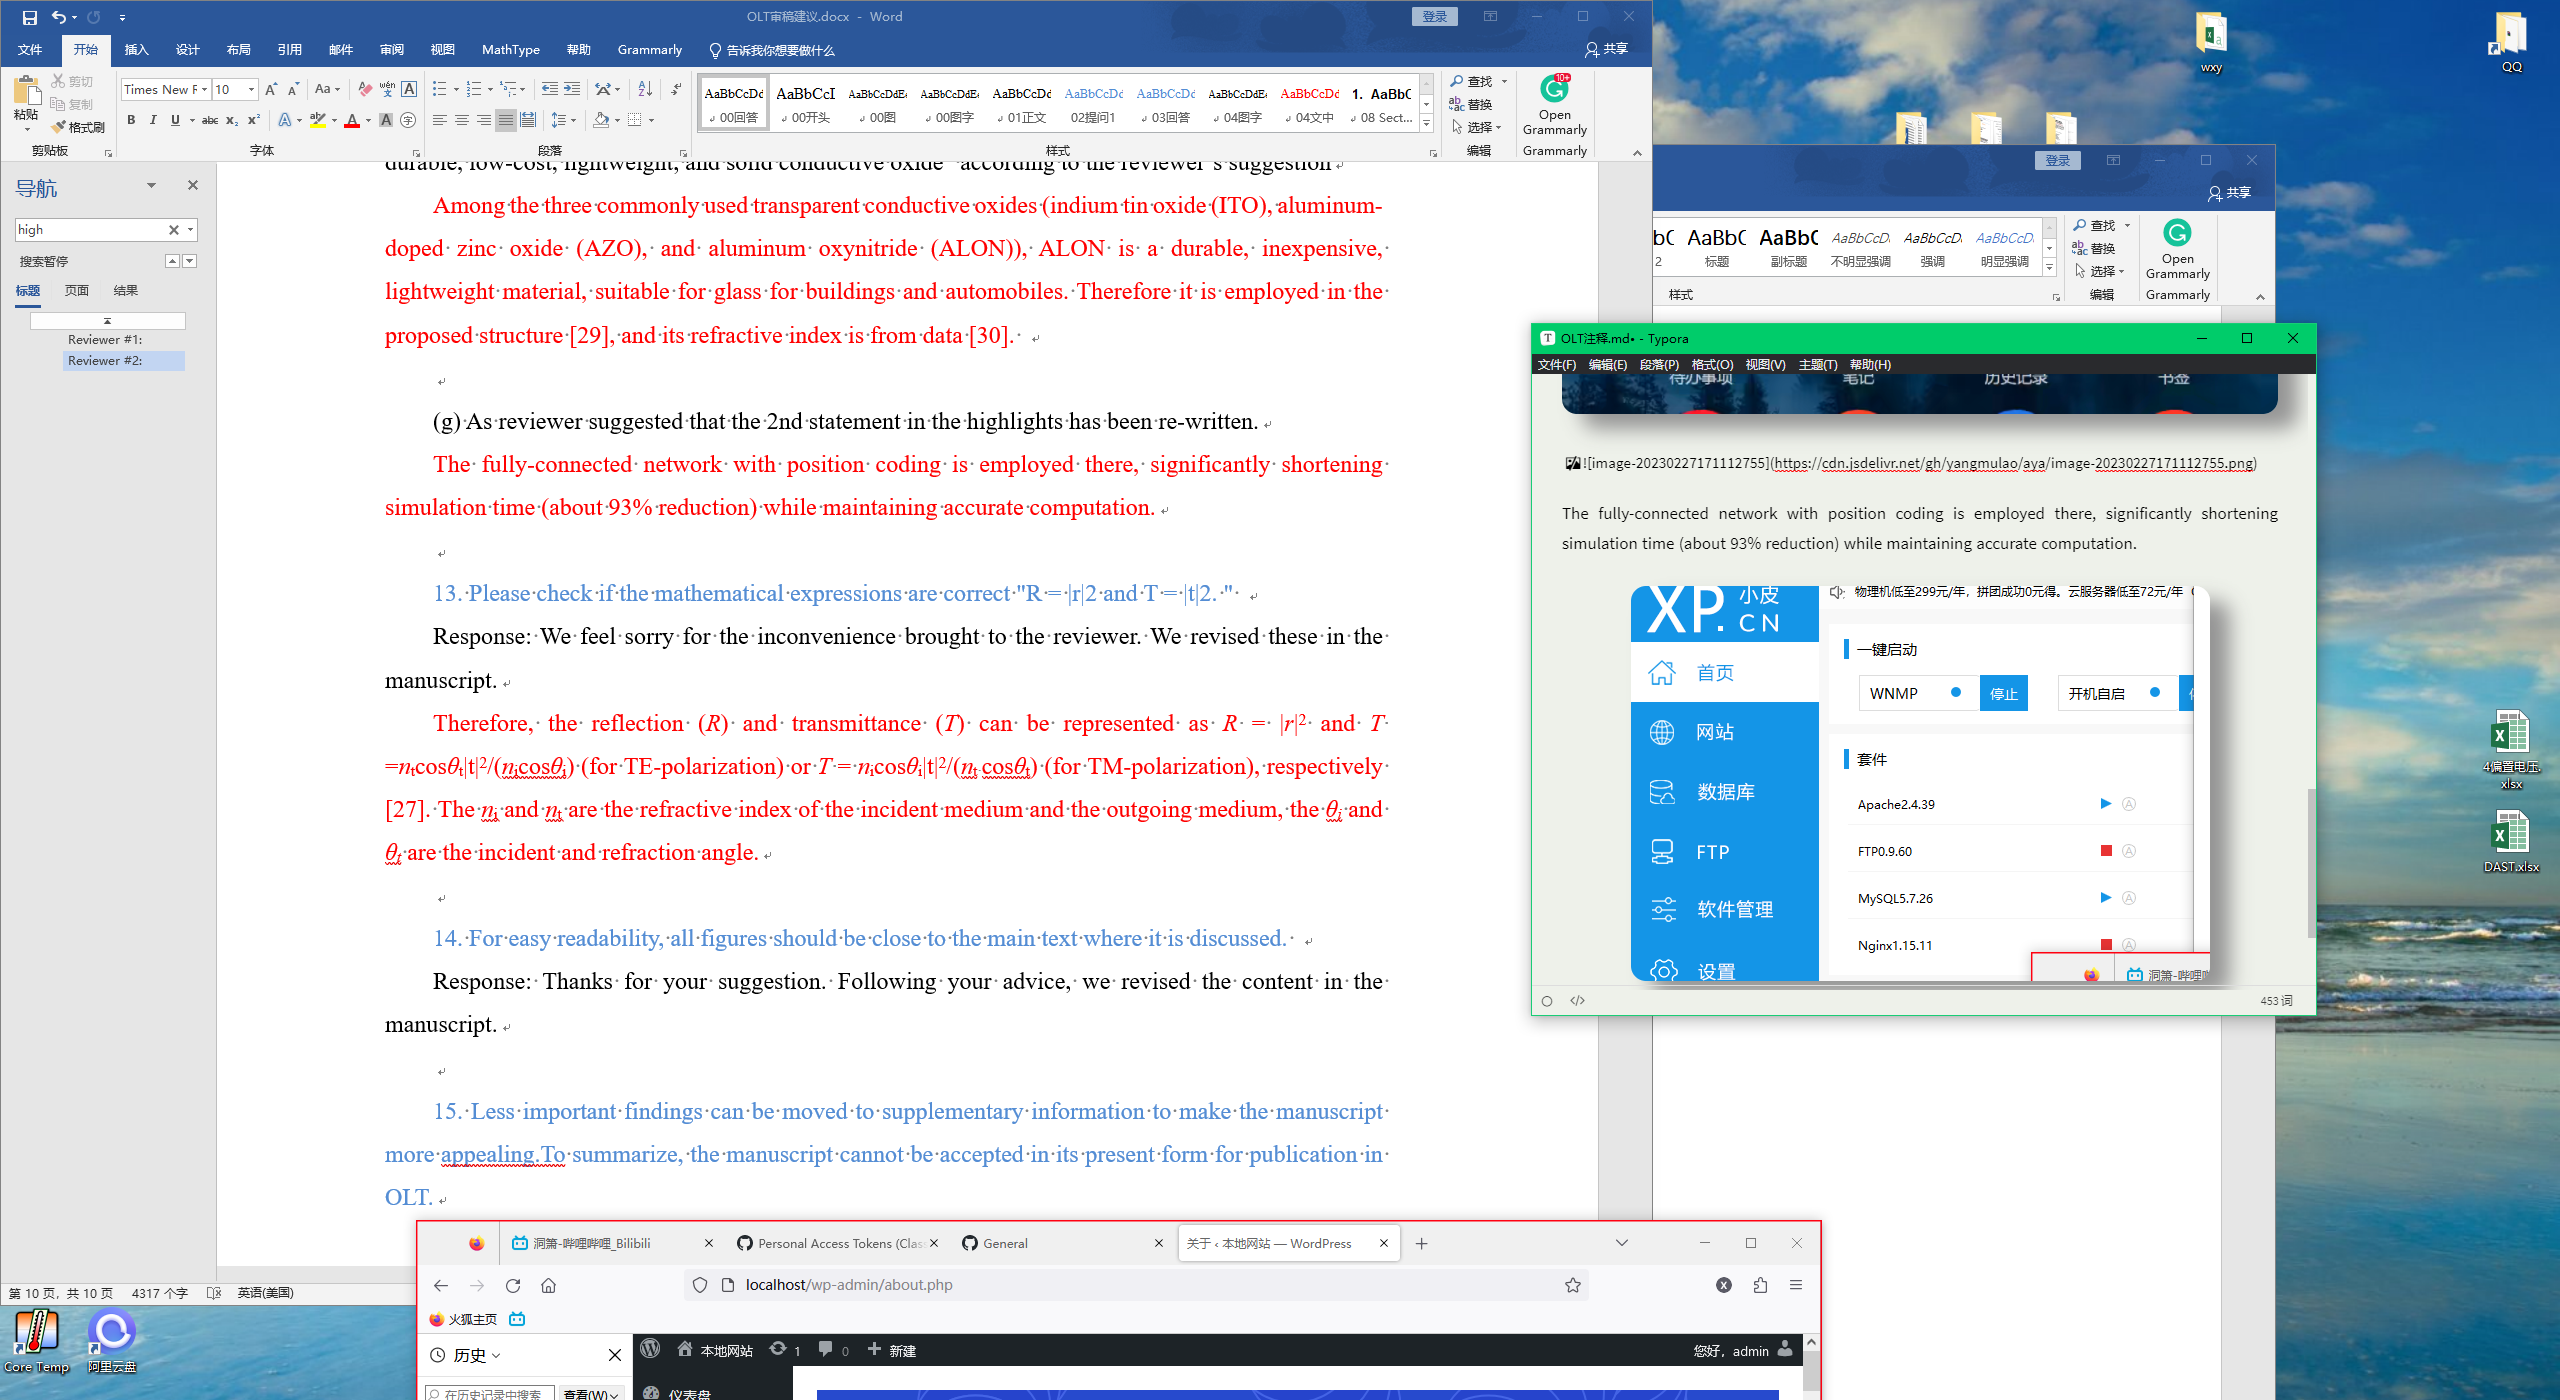 OLT审稿建议.docx - Word
登录
文件 开始 插入 设计 布局 引用 邮件 审阅 视图 MathType 帮助 Grammarly 告诉我你想要做什么 共享
粘贴
剪切
复制
格式刷
剪贴板
Times New F 10
字体
段落
AaBbCcDd AaBbCcI AaBbCcDdE AaBbCcDdE AaBbCcDd AaBbCcDd AaBbCcDd AaBbCcDdE AaBbCcDd 1. AaBbC
00回答 00开头 00图 00图字 01正文 02提问1 03回答 04图字 04文中 08 Sect...
样式
查找
替换
选择
编辑
10+
Open
Grammarly
Grammarly
导航
high
搜索暂停
标题 页面 结果
Reviewer #1:
Reviewer #2:
durable, low-cost, lightweight, and solid conductive oxide" according to the reviewer's suggestion
Among the three commonly used transparent conductive oxides (indium tin oxide (ITO), aluminum-
doped zinc oxide (AZO), and aluminum oxynitride (ALON)), ALON is a durable, inexpensive,
lightweight material, suitable for glass for buildings and automobiles. Therefore it is employed in the
proposed structure [29], and its refractive index is from data [30].
(g) As reviewer suggested that the 2nd statement in the highlights has been re-written.
The fully-connected network with position coding is employed there, significantly shortening
simulation time (about 93% reduction) while maintaining accurate computation.
13. Please check if the mathematical expressions are correct "R = |r|2 and T = |t|2. "
Response: We feel sorry for the inconvenience brought to the reviewer. We revised these in the
manuscript.
Therefore, the reflection (R) and transmittance (T) can be represented as R = |r|² and T
=nₜcosθₜ|t|²/(nᵢcosθᵢ) (for TE-polarization) or T = nᵢcosθᵢ|t|²/(nₜ cosθₜ) (for TM-polarization), respectively
[27]. The nᵢ and nₜ are the refractive index of the incident medium and the outgoing medium, the θᵢ and
θₜ are the incident and refraction angle.
14. For easy readability, all figures should be close to the main text where it is discussed.
Response: Thanks for your suggestion. Following your advice, we revised the content in the
manuscript.
15. Less important findings can be moved to supplementary information to make the manuscript
more appealing.To summarize, the manuscript cannot be accepted in its present form for publication in
OLT.
第 10 页, 共 10 页 4317 个字 英语(美国)
Core Temp
阿里云盘
wxy
QQ
4偏置电压.
xlsx
DAST.xlsx
登录
共享
AaBbC AaBbC AaBbCcD AaBbCcD AaBbCcD
标题 副标题 不明显强调 强调 明显强调
样式
查找
替换
选择
编辑
Open
Grammarly
Grammarly
OLT注释.md• - Typora
文件(F) 编辑(E) 段落(P) 格式(O) 视图(V) 主题(T) 帮助(H)
待办事项 笔记 历史记录 书签
![image-20230227171112755](https://cdn.jsdelivr.net/gh/yangmulao/aya/image-20230227171112755.png)
The fully-connected network with position coding is employed there, significantly shortening
simulation time (about 93% reduction) while maintaining accurate computation.
XP. 小皮
CN
物理机低至299元/年，拼团成功0元得。云服务器低至72元/年
首页
网站
数据库
FTP
软件管理
设置
一键启动
WNMP 停止 开机自启
套件
Apache2.4.39
FTP0.9.60
MySQL5.7.26
Nginx1.15.11
洞箫-哔哩哔
453 词
洞箫-哔哩哔哩_Bilibili
Personal Access Tokens (Clas
General
关于 ‹ 本地网站 — WordPress
localhost/wp-admin/about.php
火狐主页
历史
在历史记录中搜索
查看(W)
本地网站 1 0 新建
您好，admin
仪表盘